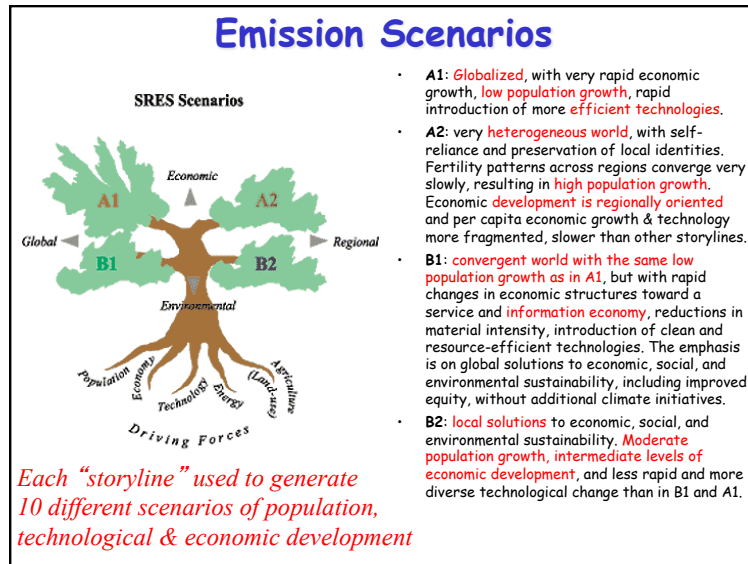 Emission Scenarios
SRES Scenarios
Economic
A1
A2
Global
Regional
B1
B2
Environmental
Population
Economy
Technology
Energy
Agriculture
(Land-use)
Driving Forces
Each “storyline” used to generate
10 different scenarios of population,
technological & economic development
• A1: Globalized, with very rapid economic
growth, low population growth, rapid
introduction of more efficient technologies.
• A2: very heterogeneous world, with self-
reliance and preservation of local identities.
Fertility patterns across regions converge very
slowly, resulting in high population growth.
Economic development is regionally oriented
and per capita economic growth & technology
more fragmented, slower than other storylines.
• B1: convergent world with the same low
population growth as in A1, but with rapid
changes in economic structures toward a
service and information economy, reductions in
material intensity, introduction of clean and
resource-efficient technologies. The emphasis
is on global solutions to economic, social, and
environmental sustainability, including improved
equity, without additional climate initiatives.
• B2: local solutions to economic, social, and
environmental sustainability. Moderate
population growth, intermediate levels of
economic development, and less rapid and more
diverse technological change than in B1 and A1.